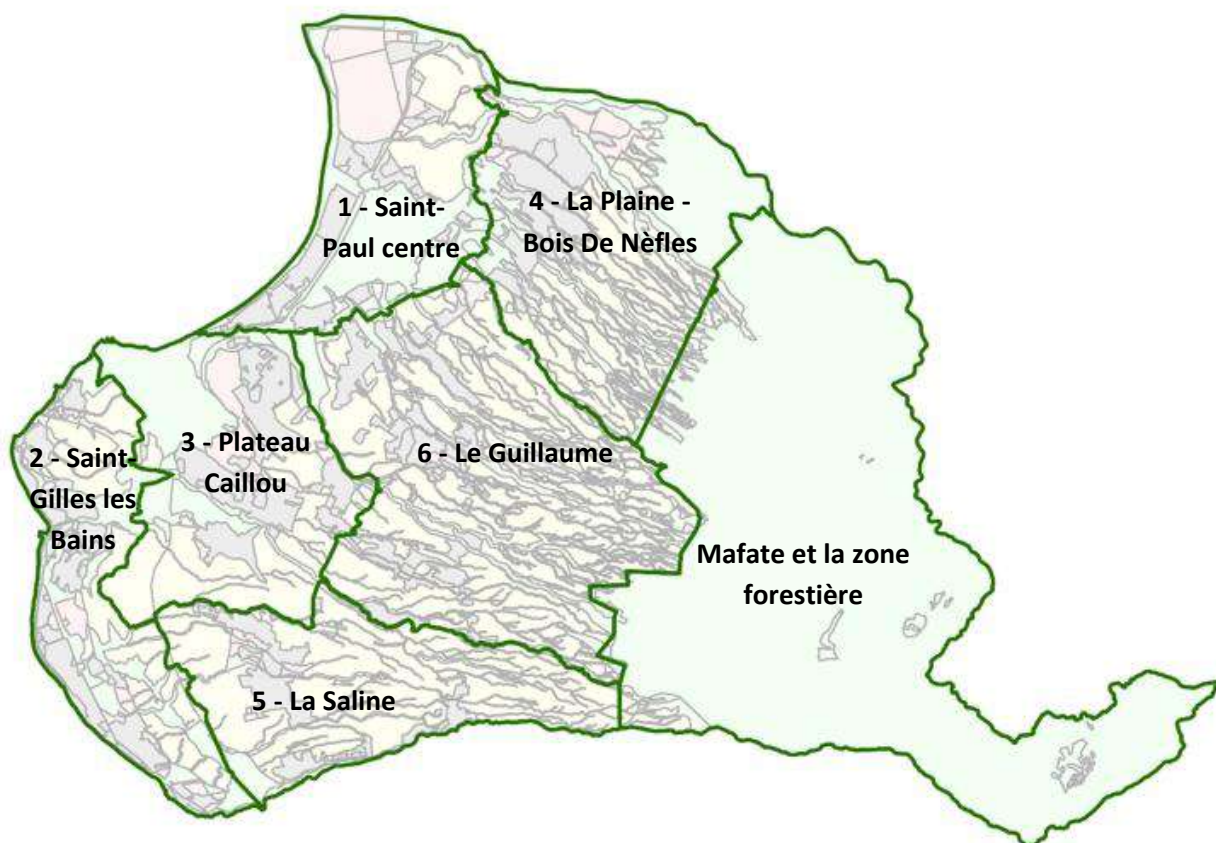 1 - Saint-
Paul centre
4 - La Plaine -
Bois De Nèfles
2 - Saint-
Gilles les
Bains
3 - Plateau
Caillou
6 - Le Guillaume
Mafate et la zone
forestière
5 - La Saline